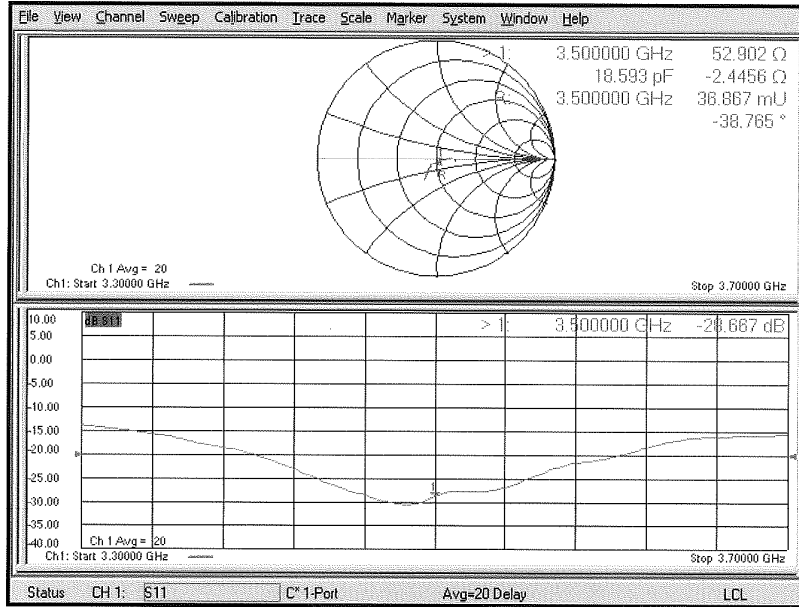 File View Channel Sweep Calibration Trace Scale Marker System Window Help
> 1: 3.500000 GHz 52.902 Ω
18.593 pF -2.4456 Ω
R: 3.500000 GHz 36.867 mU
-38.765 °
Ch 1 Avg = 20
Ch1: Start 3.30000 GHz
Stop 3.70000 GHz
10.00
dB S11
> 1: 3.500000 GHz -28.667 dB
5.00
0.00
-5.00
-10.00
-15.00
-20.00
-25.00
1
-30.00
-35.00
-40.00
Ch 1 Avg = 20
Ch1: Start 3.30000 GHz
Stop 3.70000 GHz
Status CH 1: S11 C* 1-Port Avg=20 Delay LCL